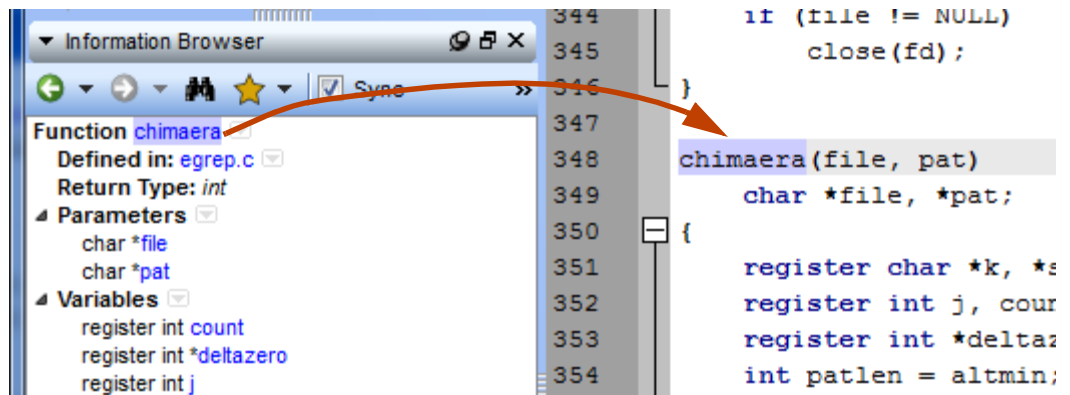 Information Browser
Sync
Function chimaera
Defined in: egrep.c
Return Type: int
Parameters
char *file
char *pat
Variables
register int count
register int *deltazero
register int j
344 if (file != NULL)
345 close(fd);
346 }
347
348 chimaera(file, pat)
349 char *file, *pat;
350 {
351 register char *k, *s
352 register int j, coun
353 register int *deltaz
354 int patlen = altmin;